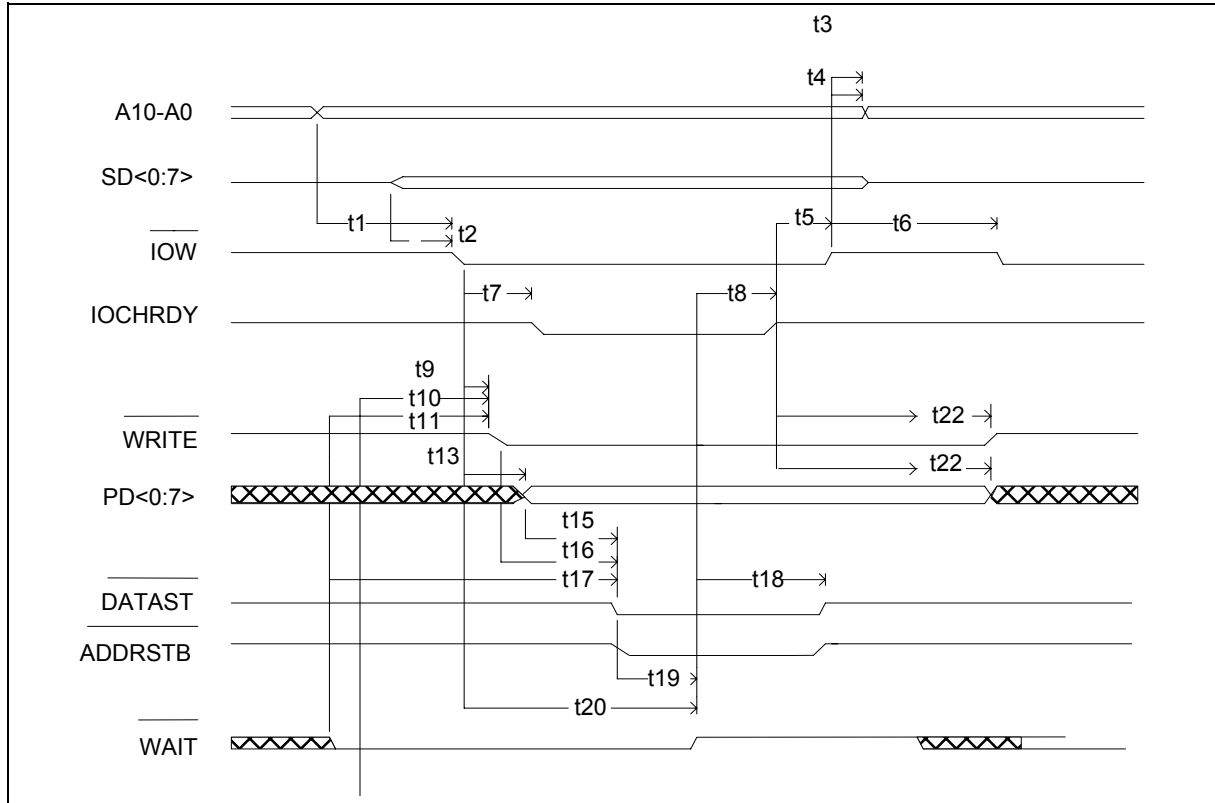 t3
t4
A10-A0
SD<0:7>
t1
t2
t5
t6
IOW
t7
t8
IOCHRDY
t9
t10
t11
t22
WRITE
t13
t22
PD<0:7>
t15
t16
t17
t18
DATAST
ADDRSTB
t19
t20
WAIT